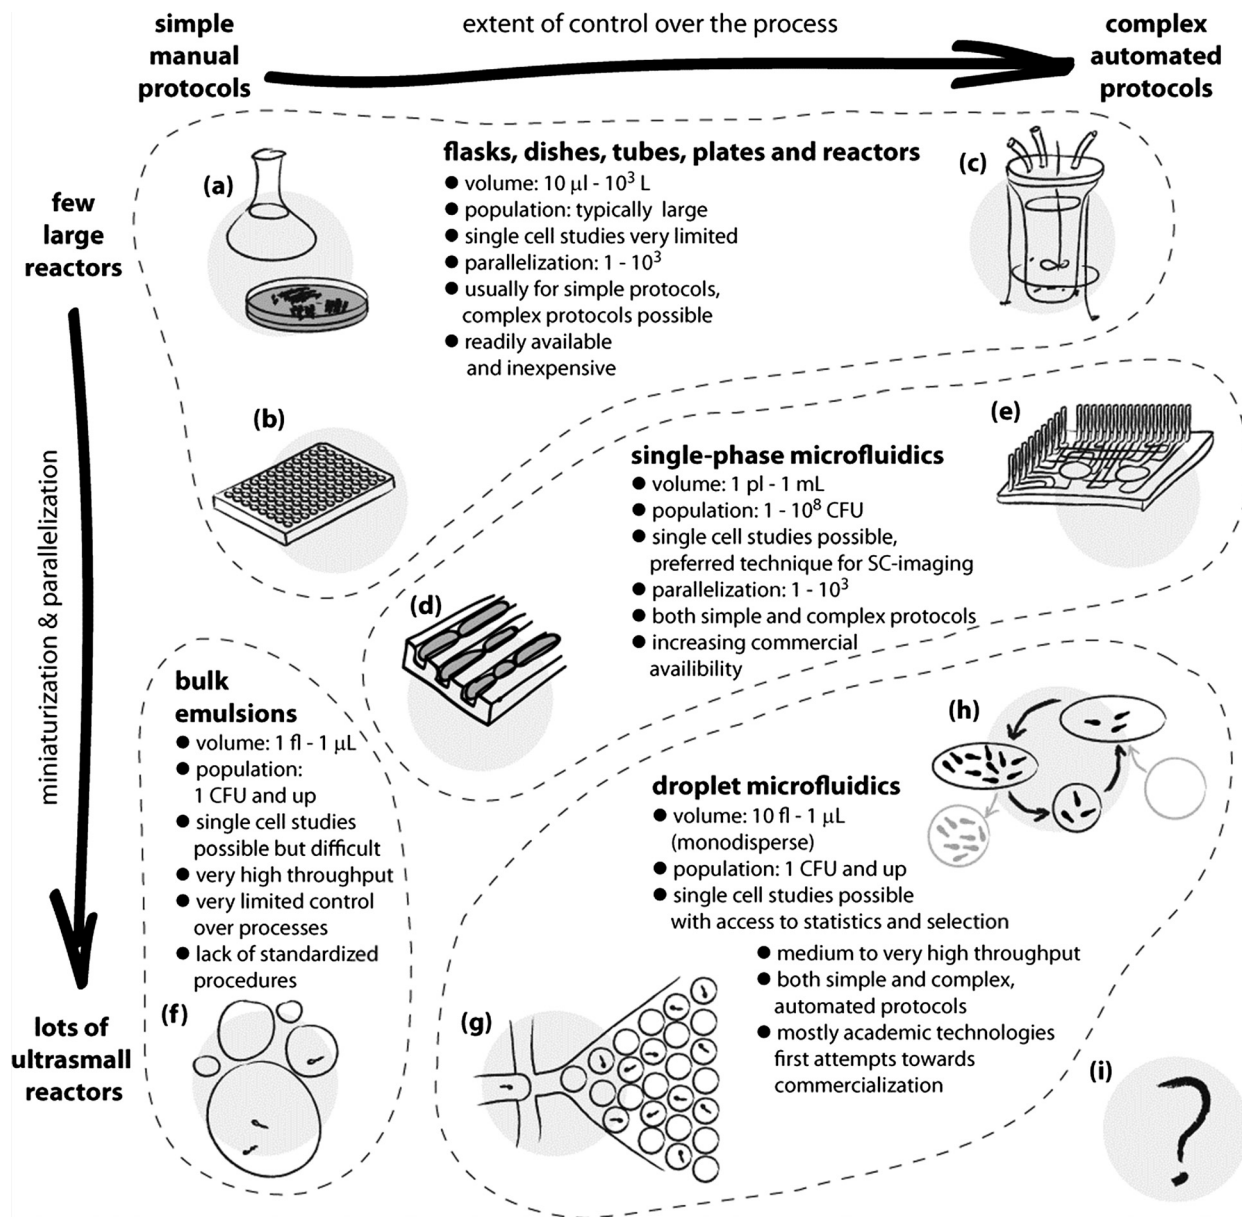 simple
manual
protocols
extent of control over the process
complex
automated
protocols
few
large
reactors
miniaturization & parallelization
lots of
ultrasmall
reactors
(a)
flasks, dishes, tubes, plates and reactors
● volume: 10 µl - 10³ L
● population: typically large
● single cell studies very limited
● parallelization: 1 - 10³
● usually for simple protocols,
complex protocols possible
● readily available
and inexpensive
(c)
(b)
(e)
single-phase microfluidics
● volume: 1 pl - 1 mL
● population: 1 - 10⁸ CFU
● single cell studies possible,
preferred technique for SC-imaging
● parallelization: 1 - 10³
● both simple and complex protocols
● increasing commercial
availibility
(d)
bulk
emulsions
● volume: 1 fl - 1 µL
● population:
1 CFU and up
● single cell studies
possible but difficult
● very high throughput
● very limited control
over processes
● lack of standardized
procedures
(f)
(h)
droplet microfluidics
● volume: 10 fl - 1 µL
(monodisperse)
● population: 1 CFU and up
● single cell studies possible
with access to statistics and selection
● medium to very high throughput
● both simple and complex,
automated protocols
● mostly academic technologies
first attempts towards
commercialization
(g)
(i)
?